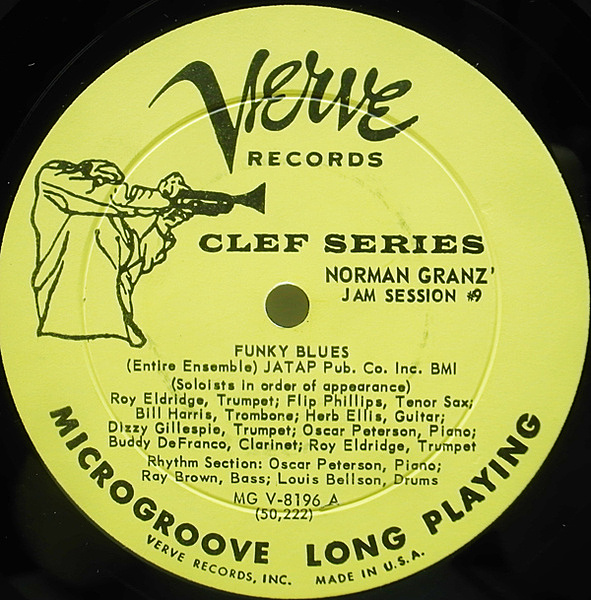 Verve
RECORDS
CLEF SERIES
NORMAN GRANZ'
JAM SESSION #9
FUNKY BLUES
(Entire Ensemble) JATAP Pub. Co. Inc. BMI
(Soloists in order of appearance)
Roy Eldridge, Trumpet; Flip Phillips, Tenor Sax;
Bill Harris, Trombone; Herb Ellis, Guitar;
Dizzy Gillespie, Trumpet; Oscar Peterson, Piano;
Buddy DeFranco, Clarinet; Roy Eldridge, Trumpet
Rhythm Section: Oscar Peterson, Piano;
Ray Brown, Bass; Louis Bellson, Drums
MG V-8196 A
(50,222)
MICROGROOVE LONG PLAYING
VERVE RECORDS, INC. MADE IN U.S.A.